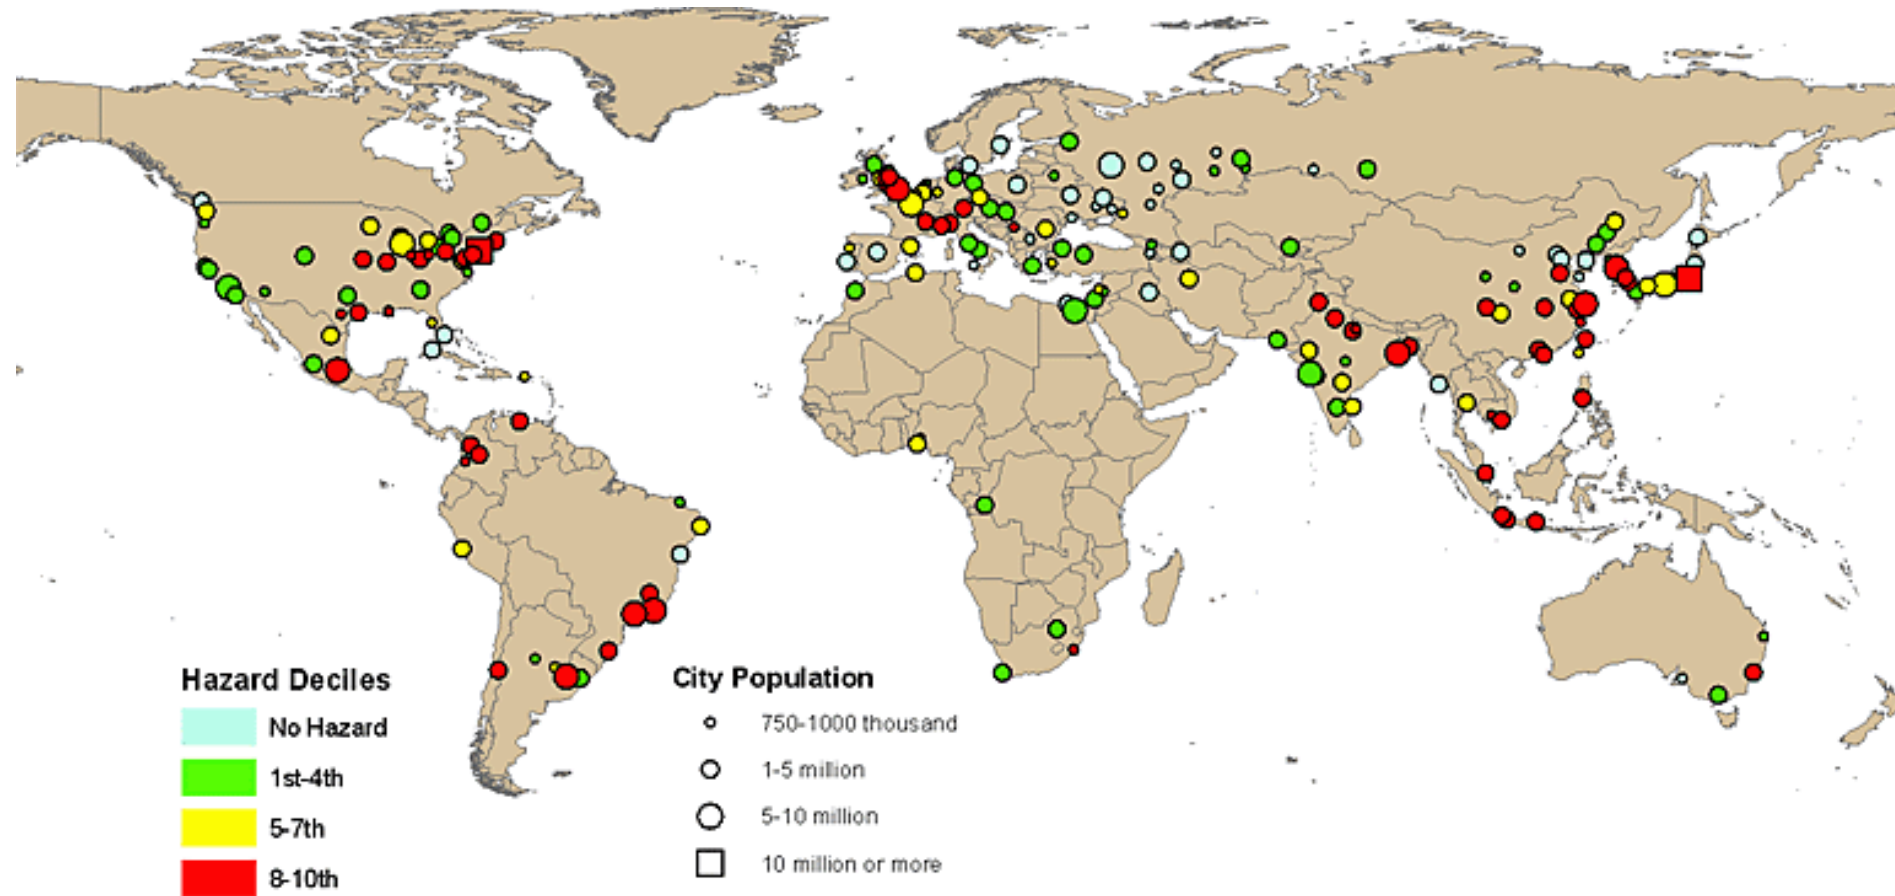 Hazard Deciles
No Hazard
1st-4th
5-7th
8-10th
City Population
750-1000 thousand
1-5 million
5-10 million
10 million or more